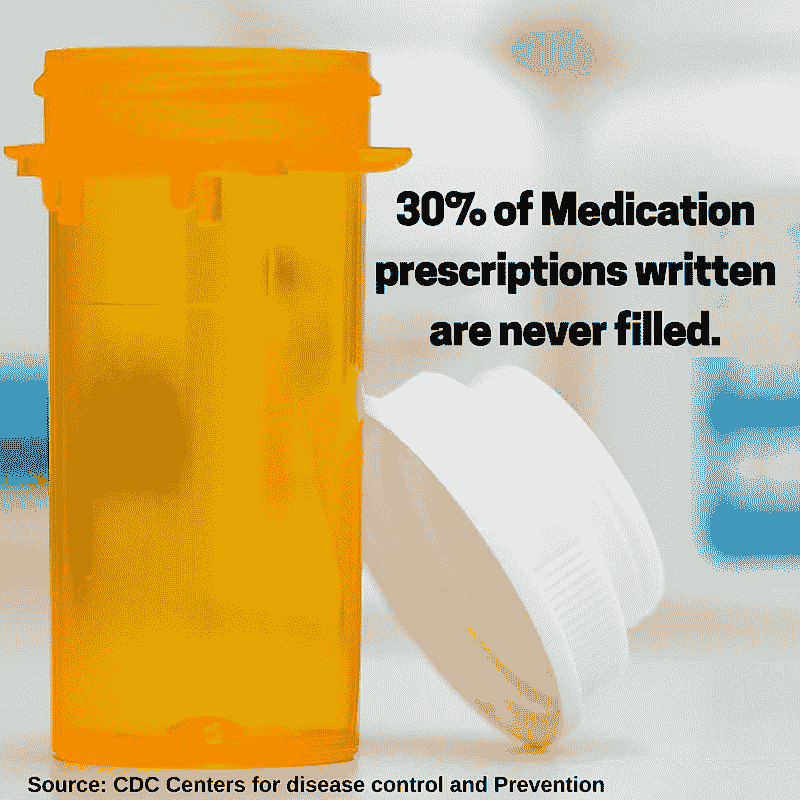 30% of Medication
prescriptions written
are never filled.
Source: CDC Centers for disease control and Prevention